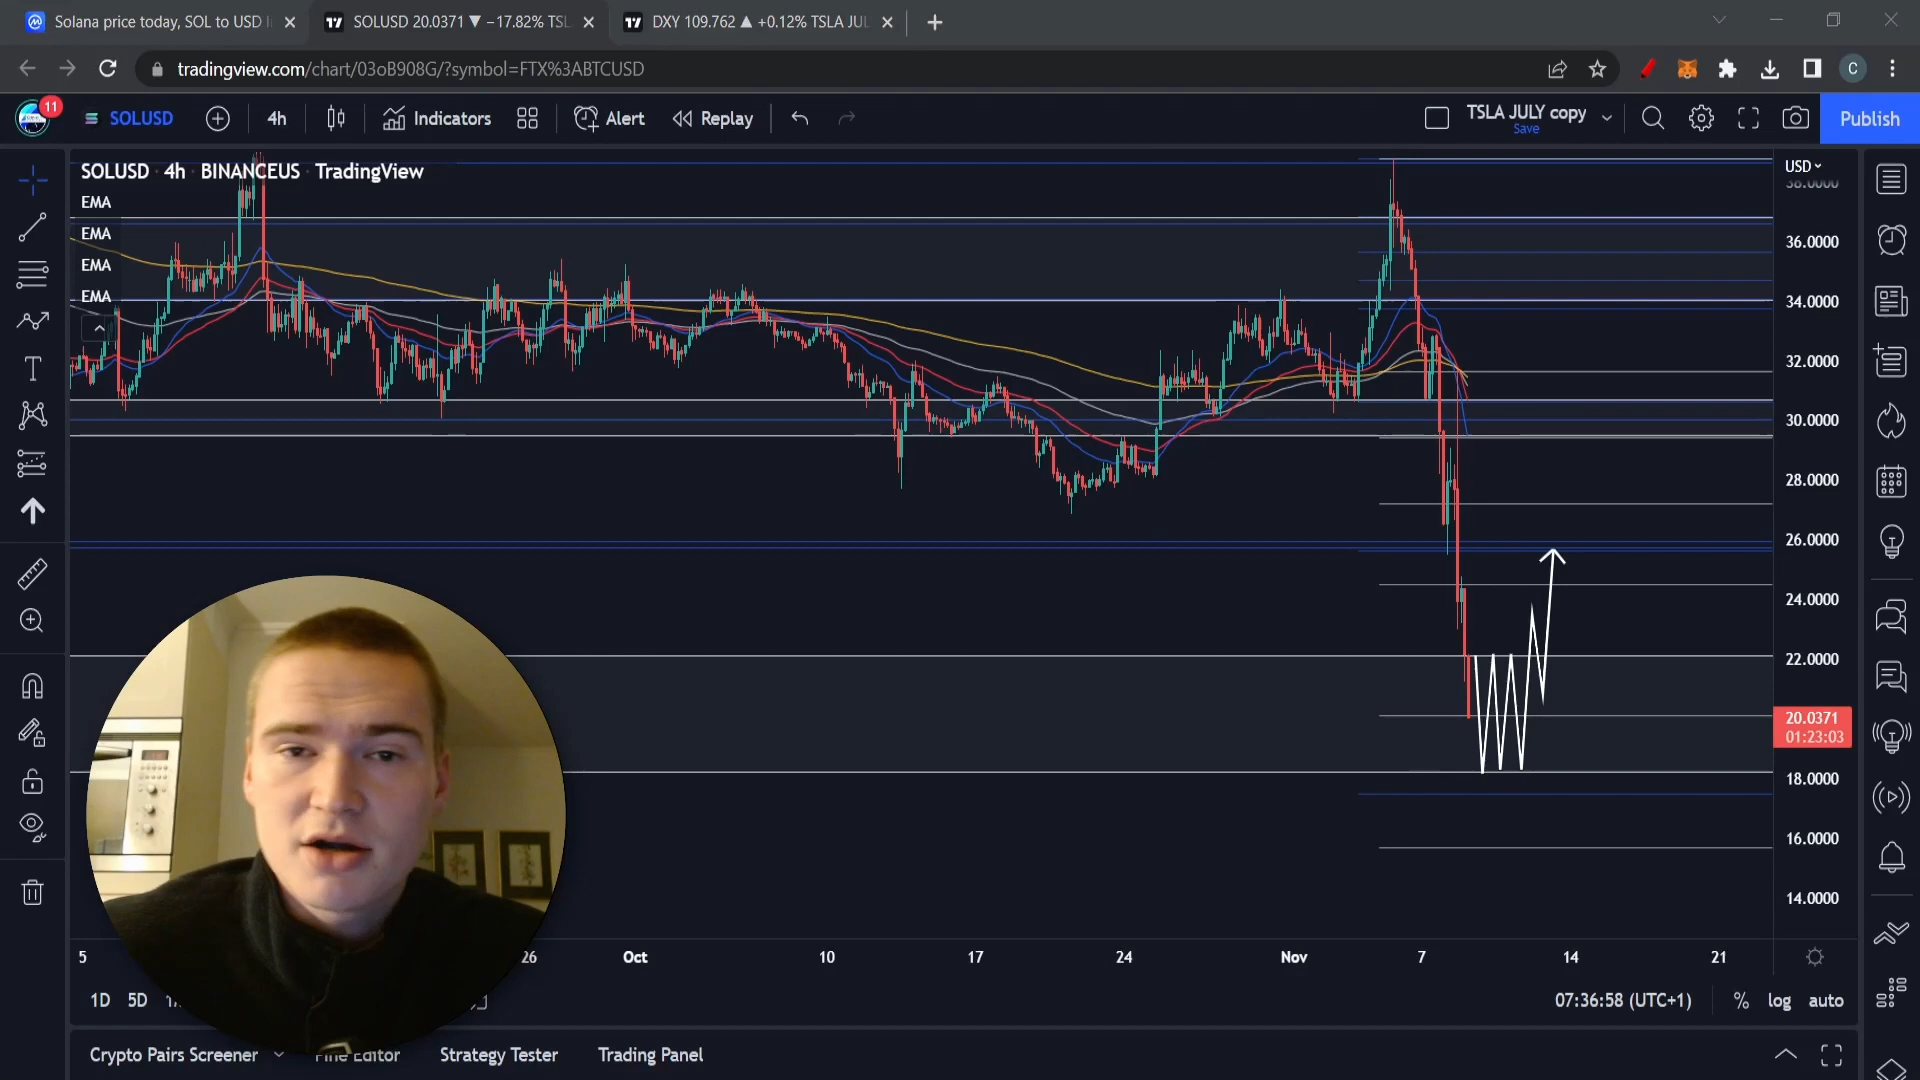 Solana price today, SOL to USD
SOLUSD 20.0371 ▼ −17.82% TSL
DXY 109.762 ▲ +0.12% TSLA JUL
tradingview.com/chart/03oB908G/?symbol=FTX%3ABTCUSD
C
11
SOLUSD
4h
Indicators
Alert
Replay
TSLA JULY copy
Save
Publish
SOLUSD 4h BINANCEUS TradingView
EMA
EMA
EMA
EMA
USD
38.0000
36.0000
34.0000
32.0000
30.0000
28.0000
26.0000
24.0000
22.0000
20.0371
01:23:03
18.0000
16.0000
14.0000
5
26
Oct
10
17
24
Nov
7
14
21
1D 5D
07:36:58 (UTC+1)
% log auto
Crypto Pairs Screener
Pine Editor
Strategy Tester
Trading Panel